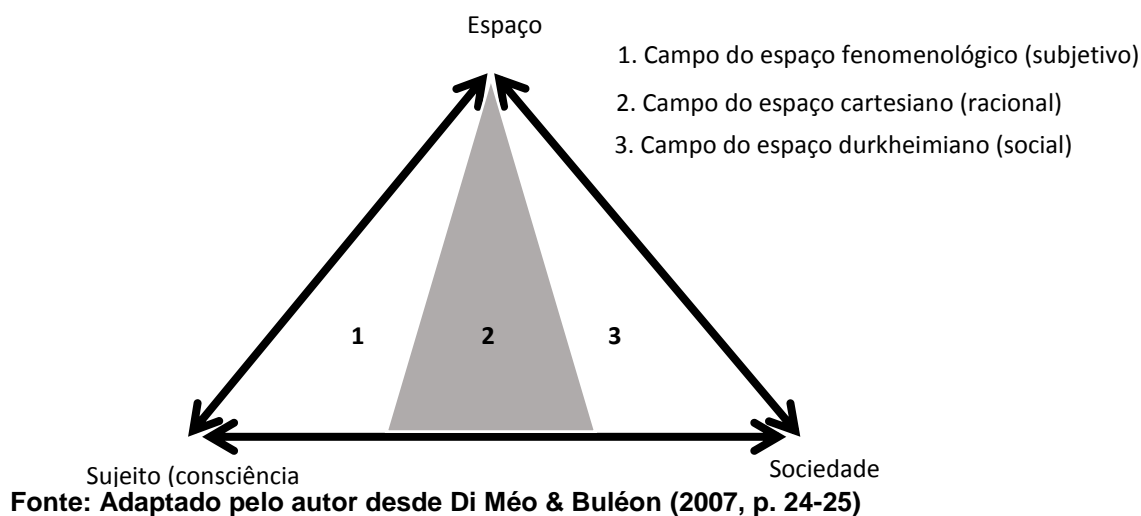 Espaço
1. Campo do espaço fenomenológico (subjetivo)
2. Campo do espaço cartesiano (racional)
3. Campo do espaço durkheimiano (social)
1 2 3
Sujeito (consciência
Sociedade
Fonte: Adaptado pelo autor desde Di Méo & Buléon (2007, p. 24-25)